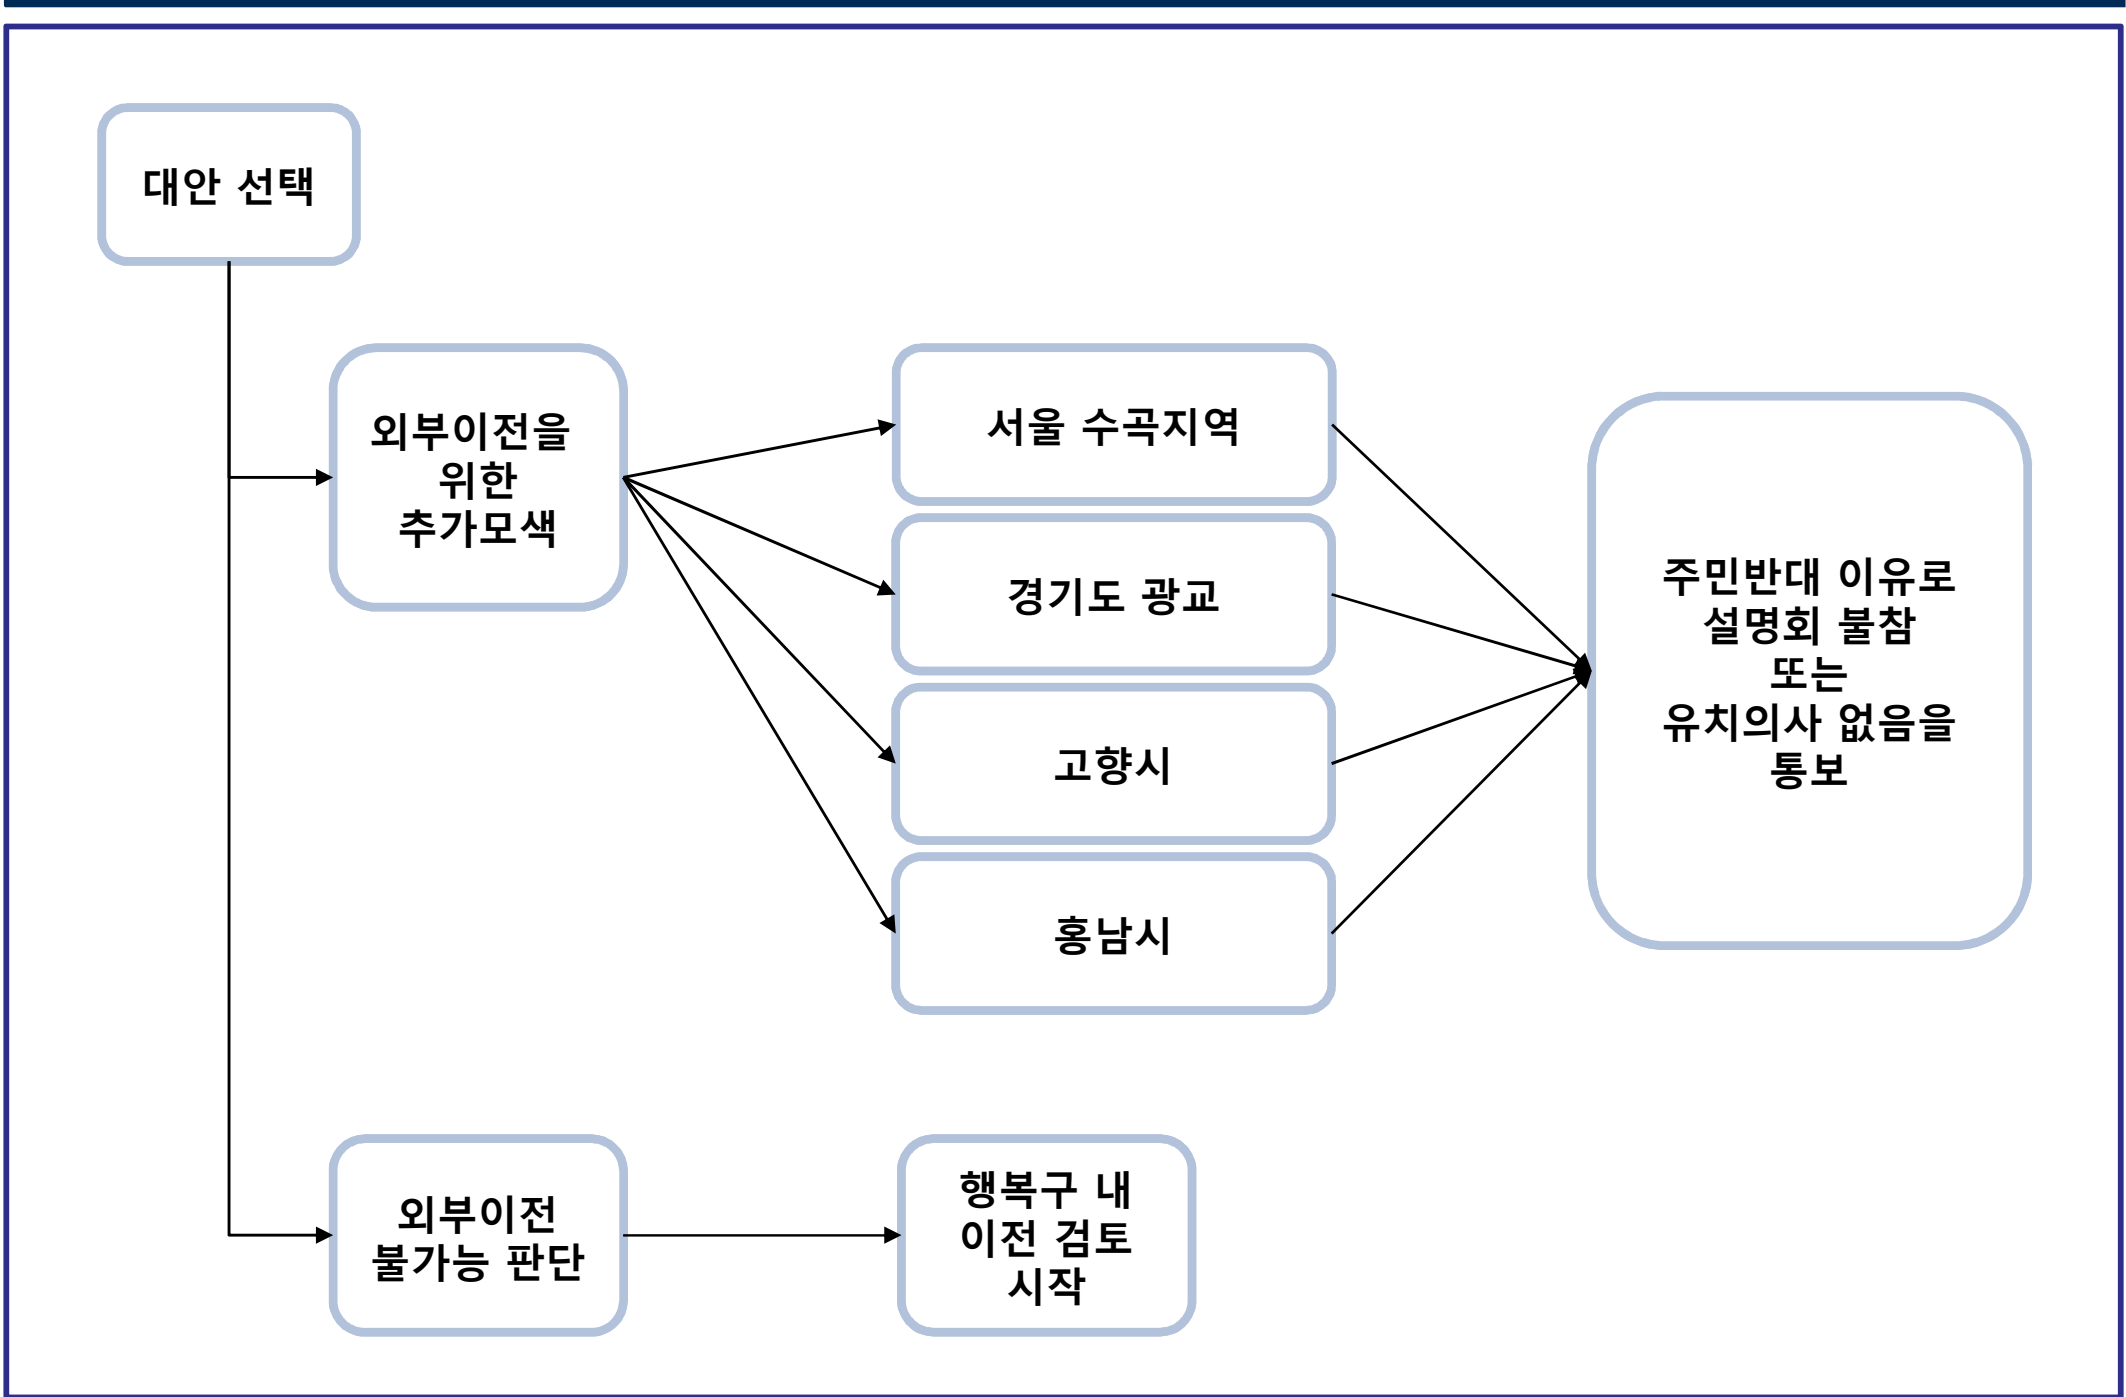 대안 선택
외부이전을
위한
추가모색
서울 수곡지역
경기도 광교
고향시
홍남시
주민반대 이유로
설명회 불참
또는
유치의사 없음을
통보
외부이전
불가능 판단
행복구 내
이전 검토
시작